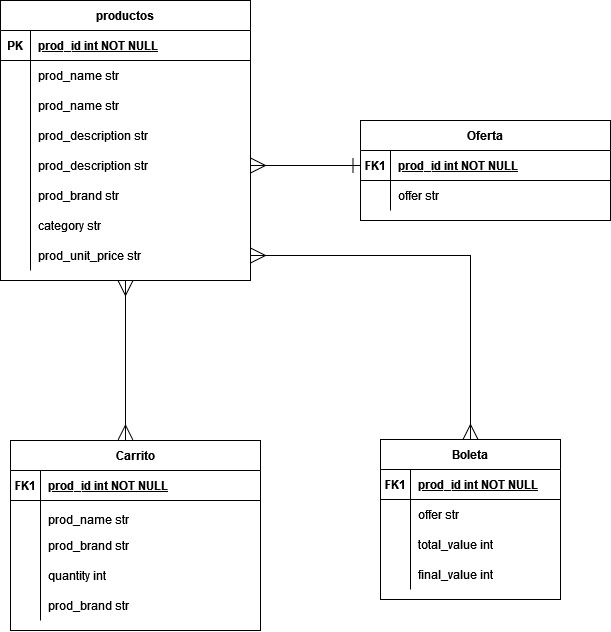 productos
PK prod_id int NOT NULL
prod_name str
prod_name str
prod_description str
prod_description str
prod_brand str
category str
prod_unit_price str
Oferta
FK1 prod_id int NOT NULL
offer str
Carrito
FK1 prod_id int NOT NULL
prod_name str
prod_brand str
quantity int
prod_brand str
Boleta
FK1 prod_id int NOT NULL
offer str
total_value int
final_value int